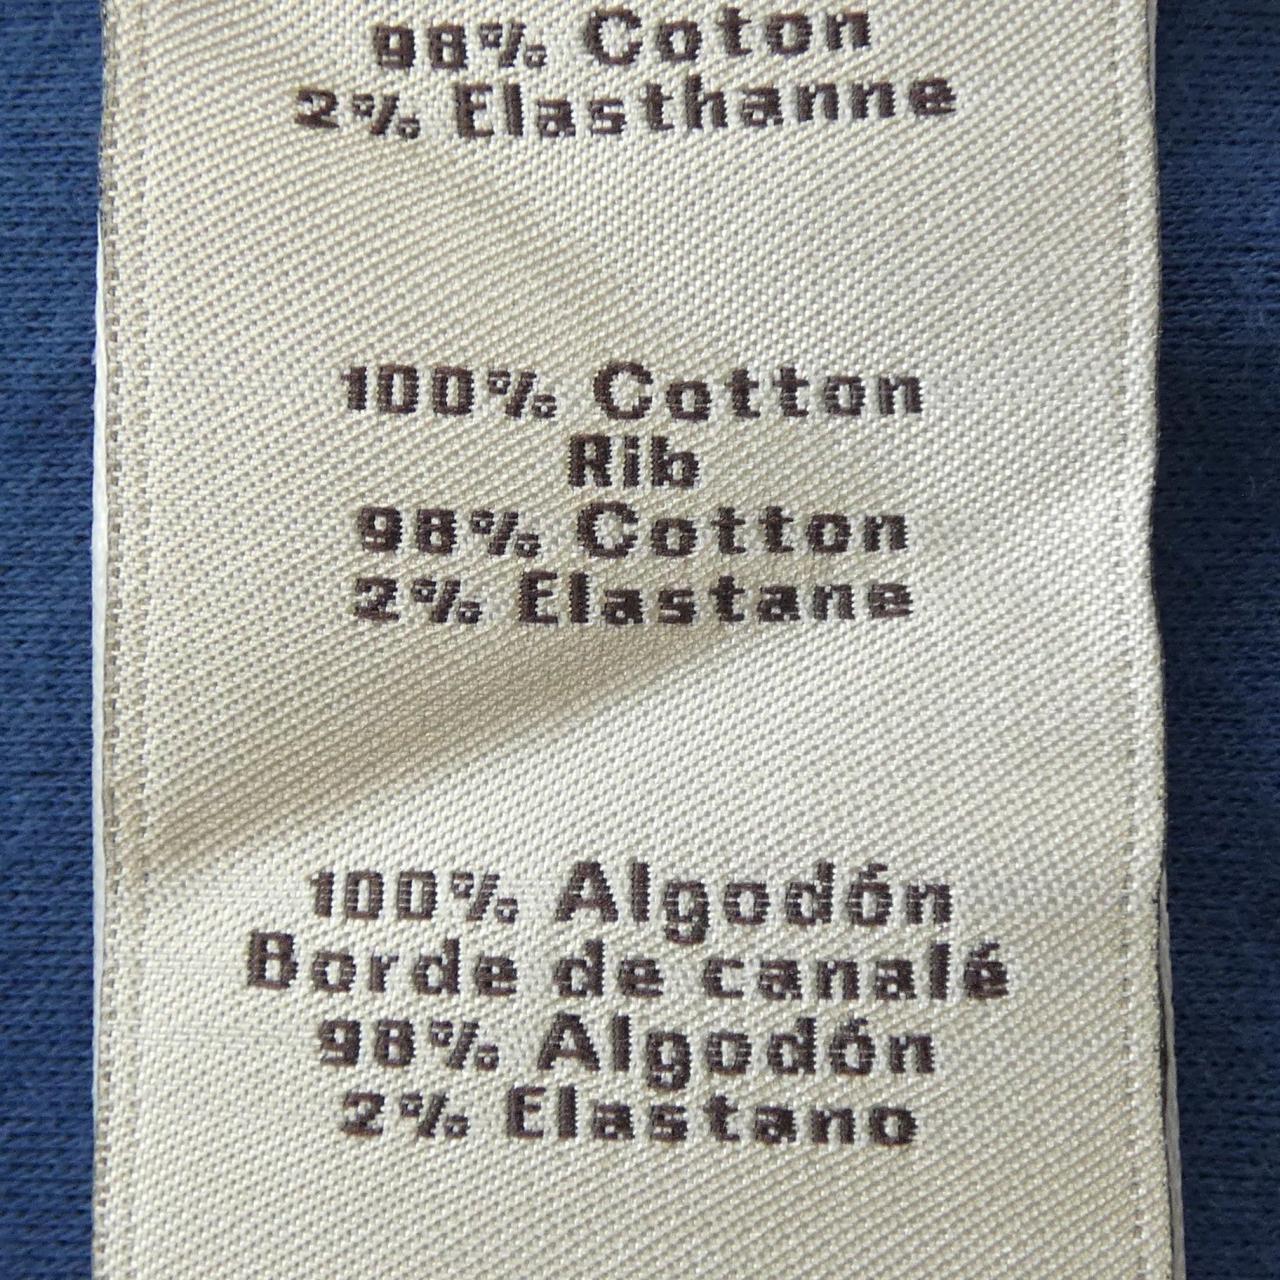 98% Coton
2% Elasthanne
100% Cotton
Rib
98% Cotton
2% Elastane
100% Algodón
Borde de canalé
98% Algodón
2% Elastano